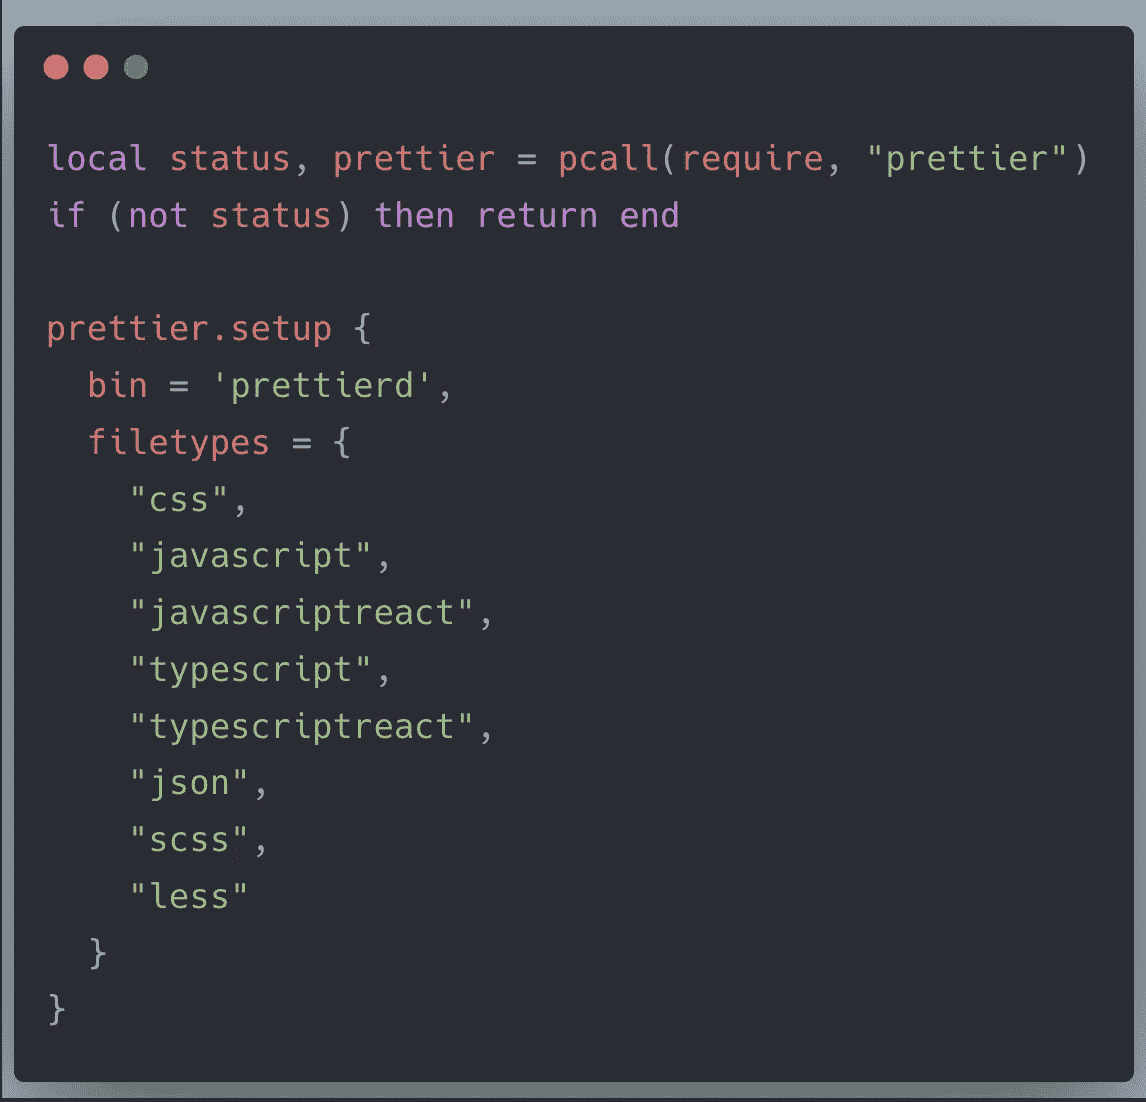 local status, prettier = pcall(require, "prettier")
if (not status) then return end
prettier.setup {
  bin = 'prettierd',
  filetypes = {
    "css",
    "javascript",
    "javascriptreact",
    "typescript",
    "typescriptreact",
    "json",
    "scss",
    "less"
  }
}